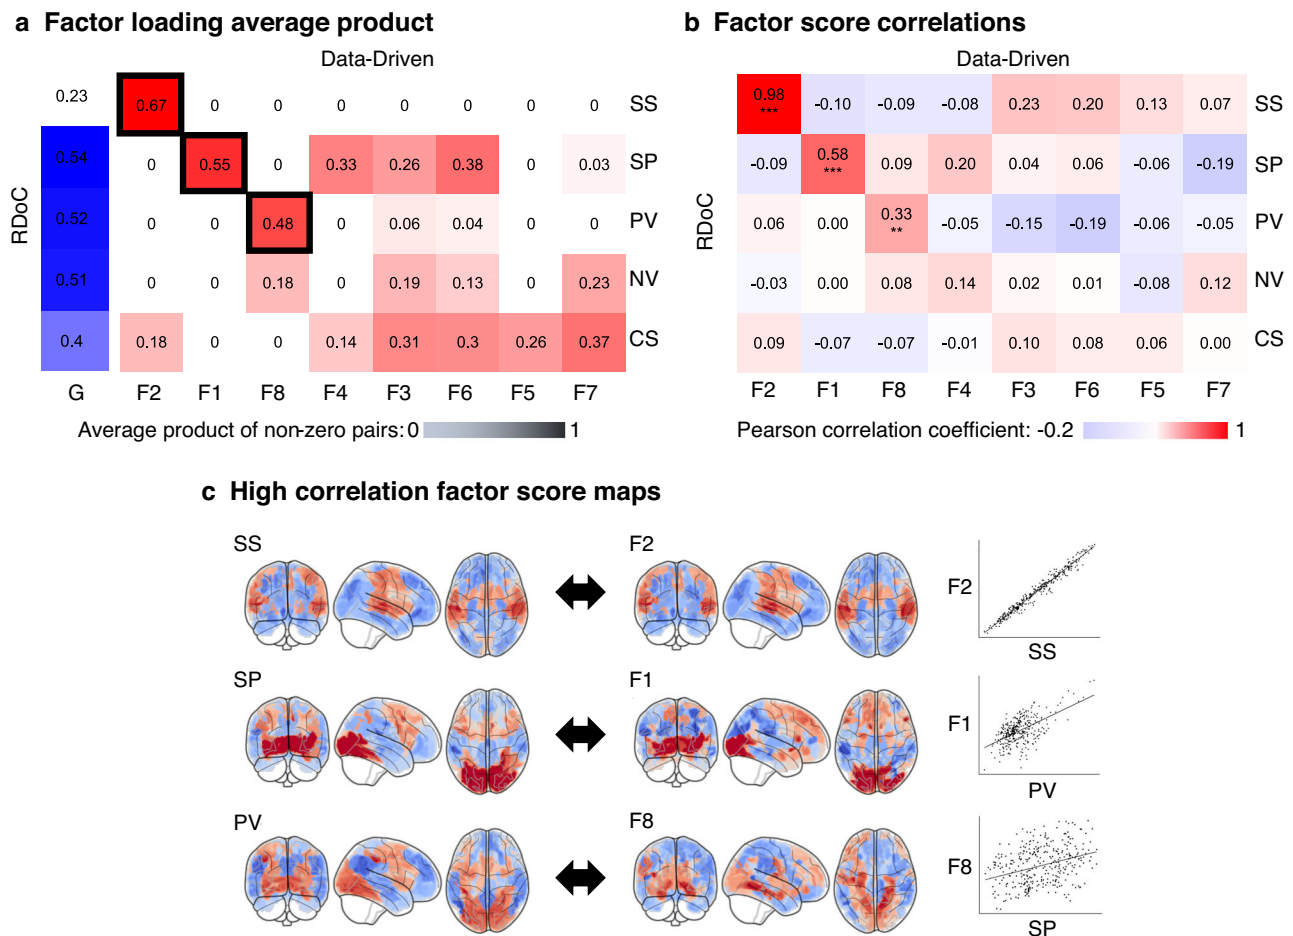 a Factor loading average product
Data-Driven
RDoC
0.23 0.67 0 0 0 0 0 0 0 SS
0.54 0 0.55 0 0.33 0.26 0.38 0 0.03 SP
0.52 0 0 0.48 0 0.06 0.04 0 0 PV
0.51 0 0 0.18 0 0.19 0.13 0 0.23 NV
0.4 0.18 0 0 0.14 0.31 0.3 0.26 0.37 CS
G F2 F1 F8 F4 F3 F6 F5 F7
Average product of non-zero pairs: 0 1
b Factor score correlations
Data-Driven
RDoC
0.98 -0.10 -0.09 -0.08 0.23 0.20 0.13 0.07 SS
***
-0.09 0.58 0.09 0.20 0.04 0.06 -0.06 -0.19 SP
***
0.06 0.00 0.33 -0.05 -0.15 -0.19 -0.06 -0.05 PV
**
-0.03 0.00 0.08 0.14 0.02 0.01 -0.08 0.12 NV
0.09 -0.07 -0.07 -0.01 0.10 0.08 0.06 0.00 CS
F2 F1 F8 F4 F3 F6 F5 F7
Pearson correlation coefficient: -0.2 1
c High correlation factor score maps
SS F2
F2
SS
SP F1
F1
PV
PV F8
F8
SP